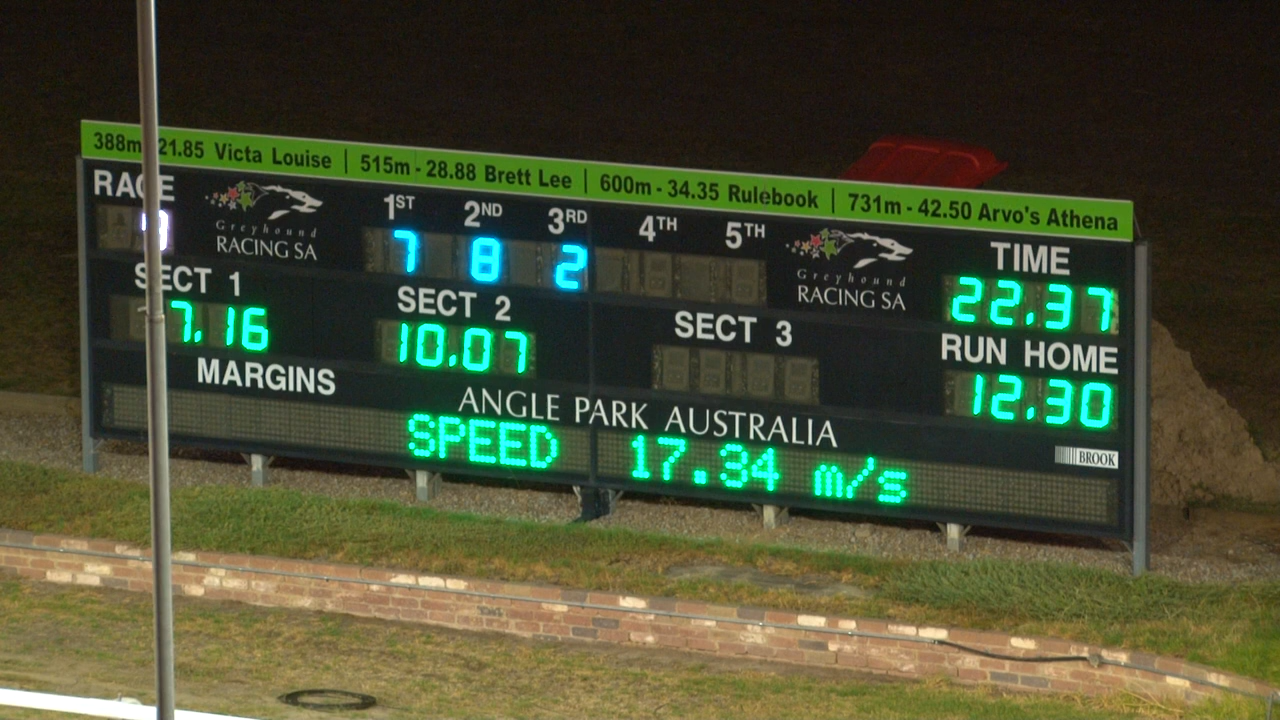 388m 21.85 Victa Louise | 515m - 28.88 Brett Lee | 600m - 34.35 Rulebook | 731m - 42.50 Arvo's Athena
RACE
Greyhound
RACING SA
1ST 2ND 3RD 4TH 5TH
7 8 2
Greyhound
RACING SA
TIME
22.37
SECT 1
7.16
SECT 2
10.07
SECT 3
RUN HOME
12.30
MARGINS
ANGLE PARK AUSTRALIA
BROOK
SPEED 17.34 m/s